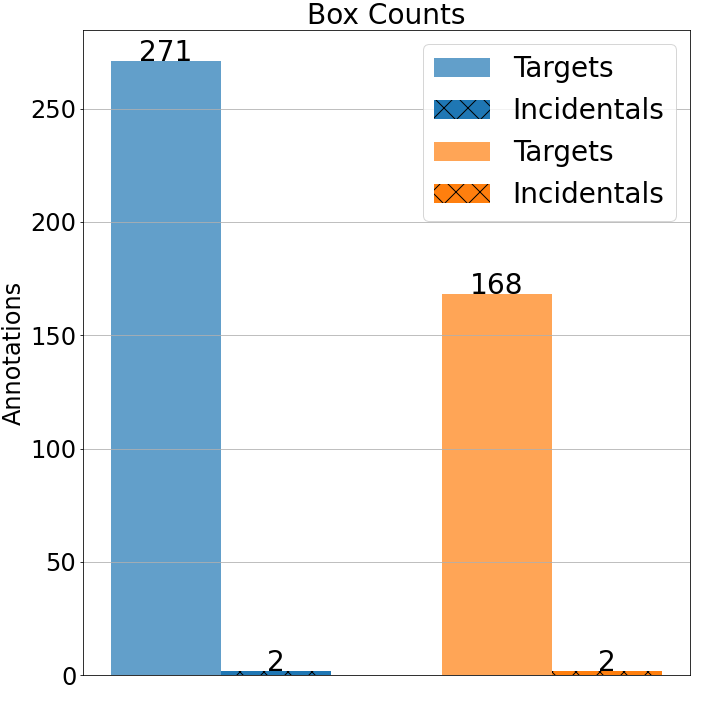 Box Counts
271
Targets
Incidentals
Targets
Incidentals
250
200
168
150
Annotations
100
50
2
2
0